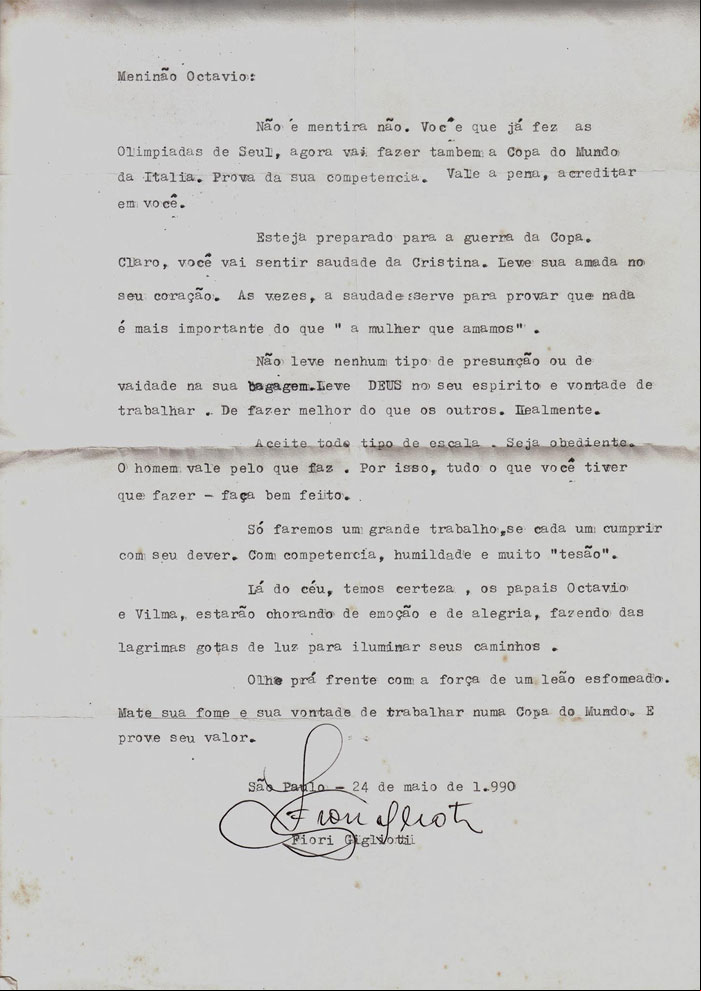 Meninão Octavio:
Não é mentira não. Você que já fez as
Olimpiadas de Seul, agora vai fazer tambem a Copa do Mundo
da Italia. Prova da sua competencia. Vale a pena, acreditar
em você.
Esteja preparado para a guerra da Copa.
Claro, você vai sentir saudade da Cristina. Leve sua amada no
seu coração. As vezes, a saudade serve para provar que nada
é mais importante do que " a mulher que amamos" .
Não leve nenhum tipo de presunção ou de
vaidade na sua bagagem.Leve DEUS no seu espirito e vontade de
trabalhar . De fazer melhor do que os outros. Realmente.
Aceite todo tipo de escala . Seja obediente.
O homem vale pelo que faz . Por isso, tudo o que você tiver
que fazer - faça bem feito.
Só faremos um grande trabalho,se cada um cumprir
com seu dever. Com competencia, humildade e muito "tesão".
Lá do céu, temos certeza , os papais Octavio
e Vilma, estarão chorando de emoção e de alegria, fazendo das
lagrimas gotas de luz para iluminar seus caminhos .
Olhe prá frente com a força de um leão esfomeado.
Mate sua fome e sua vontade de trabalhar numa Copa do Mundo. E
prove seu valor.
São Paulo - 24 de maio de 1.990
Fiori Gigliotti
Fiori Gigliotti